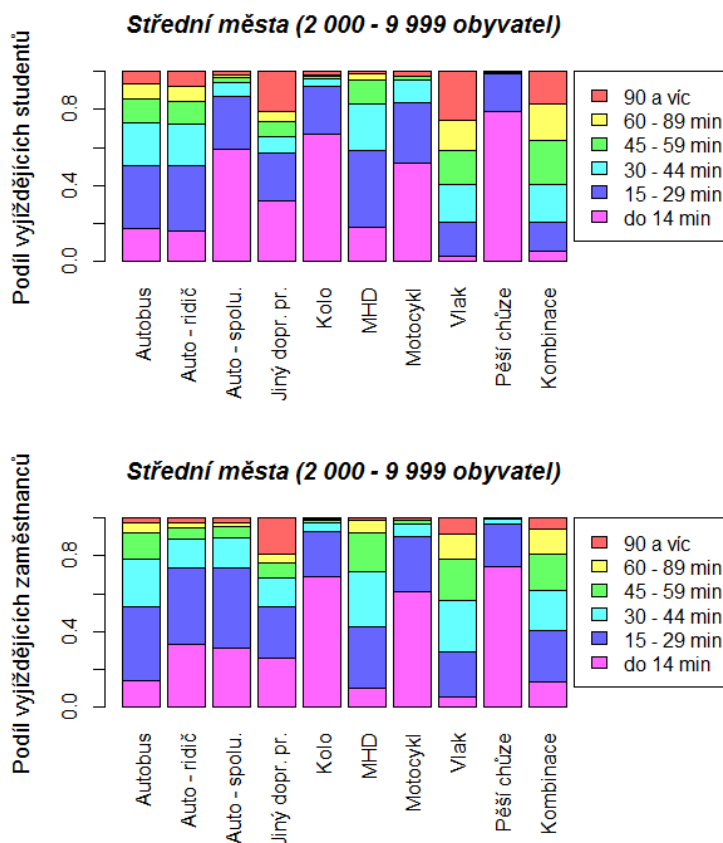 Střední města (2 000 - 9 999 obyvatel)
Podíl vyjíždějících studentů
0.8
0.4
0.0
90 a víc
60 - 89 min
45 - 59 min
30 - 44 min
15 - 29 min
do 14 min
Autobus
Auto - ridič
Auto - spolu.
Jiný dopr. pr.
Kolo
MHD
Motocykl
Vlak
Pěší chůze
Kombinace
Střední města (2 000 - 9 999 obyvatel)
Podíl vyjíždějících zaměstnanců
0.8
0.4
0.0
90 a víc
60 - 89 min
45 - 59 min
30 - 44 min
15 - 29 min
do 14 min
Autobus
Auto - ridič
Auto - spolu.
Jiný dopr. pr.
Kolo
MHD
Motocykl
Vlak
Pěší chůze
Kombinace